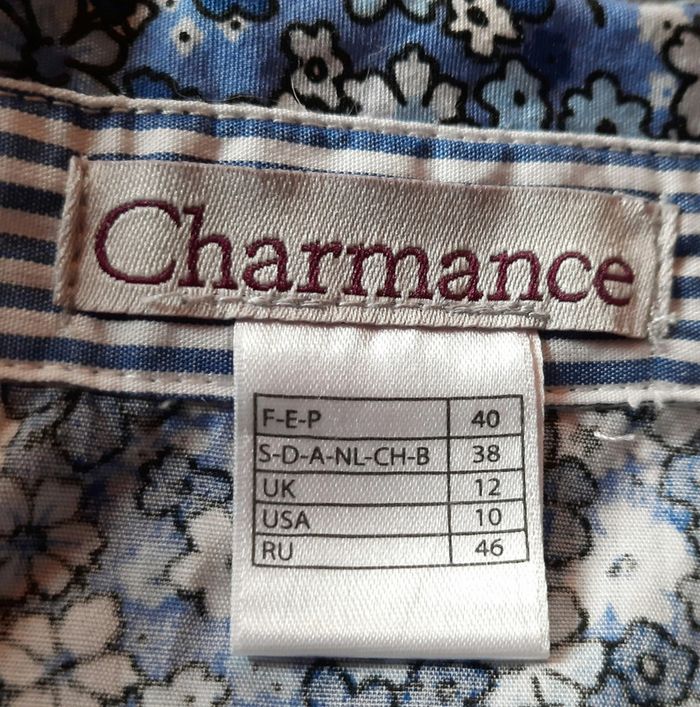 Charmance
F-E-P 40
S-D-A-NL-CH-B 38
UK 12
USA 10
RU 46